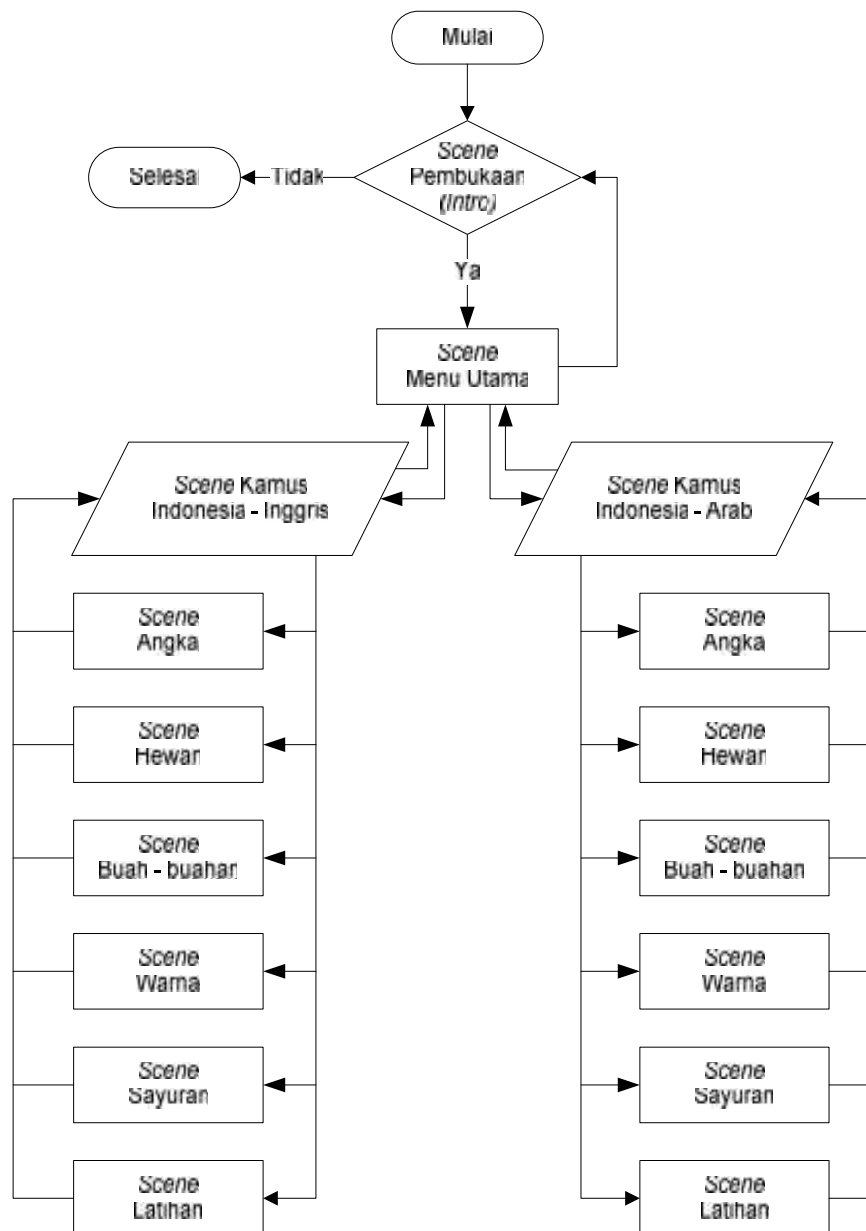 Mulai
Scene
Pembukaan
(Intro)
Selesai
Tidak
Ya
Scene
Menu Utama
Scene Kamus
Indonesia - Inggris
Scene Kamus
Indonesia - Arab
Scene
Angka
Scene
Angka
Scene
Hewan
Scene
Hewan
Scene
Buah - buahan
Scene
Buah - buahan
Scene
Warna
Scene
Warna
Scene
Sayuran
Scene
Sayuran
Scene
Latihan
Scene
Latihan